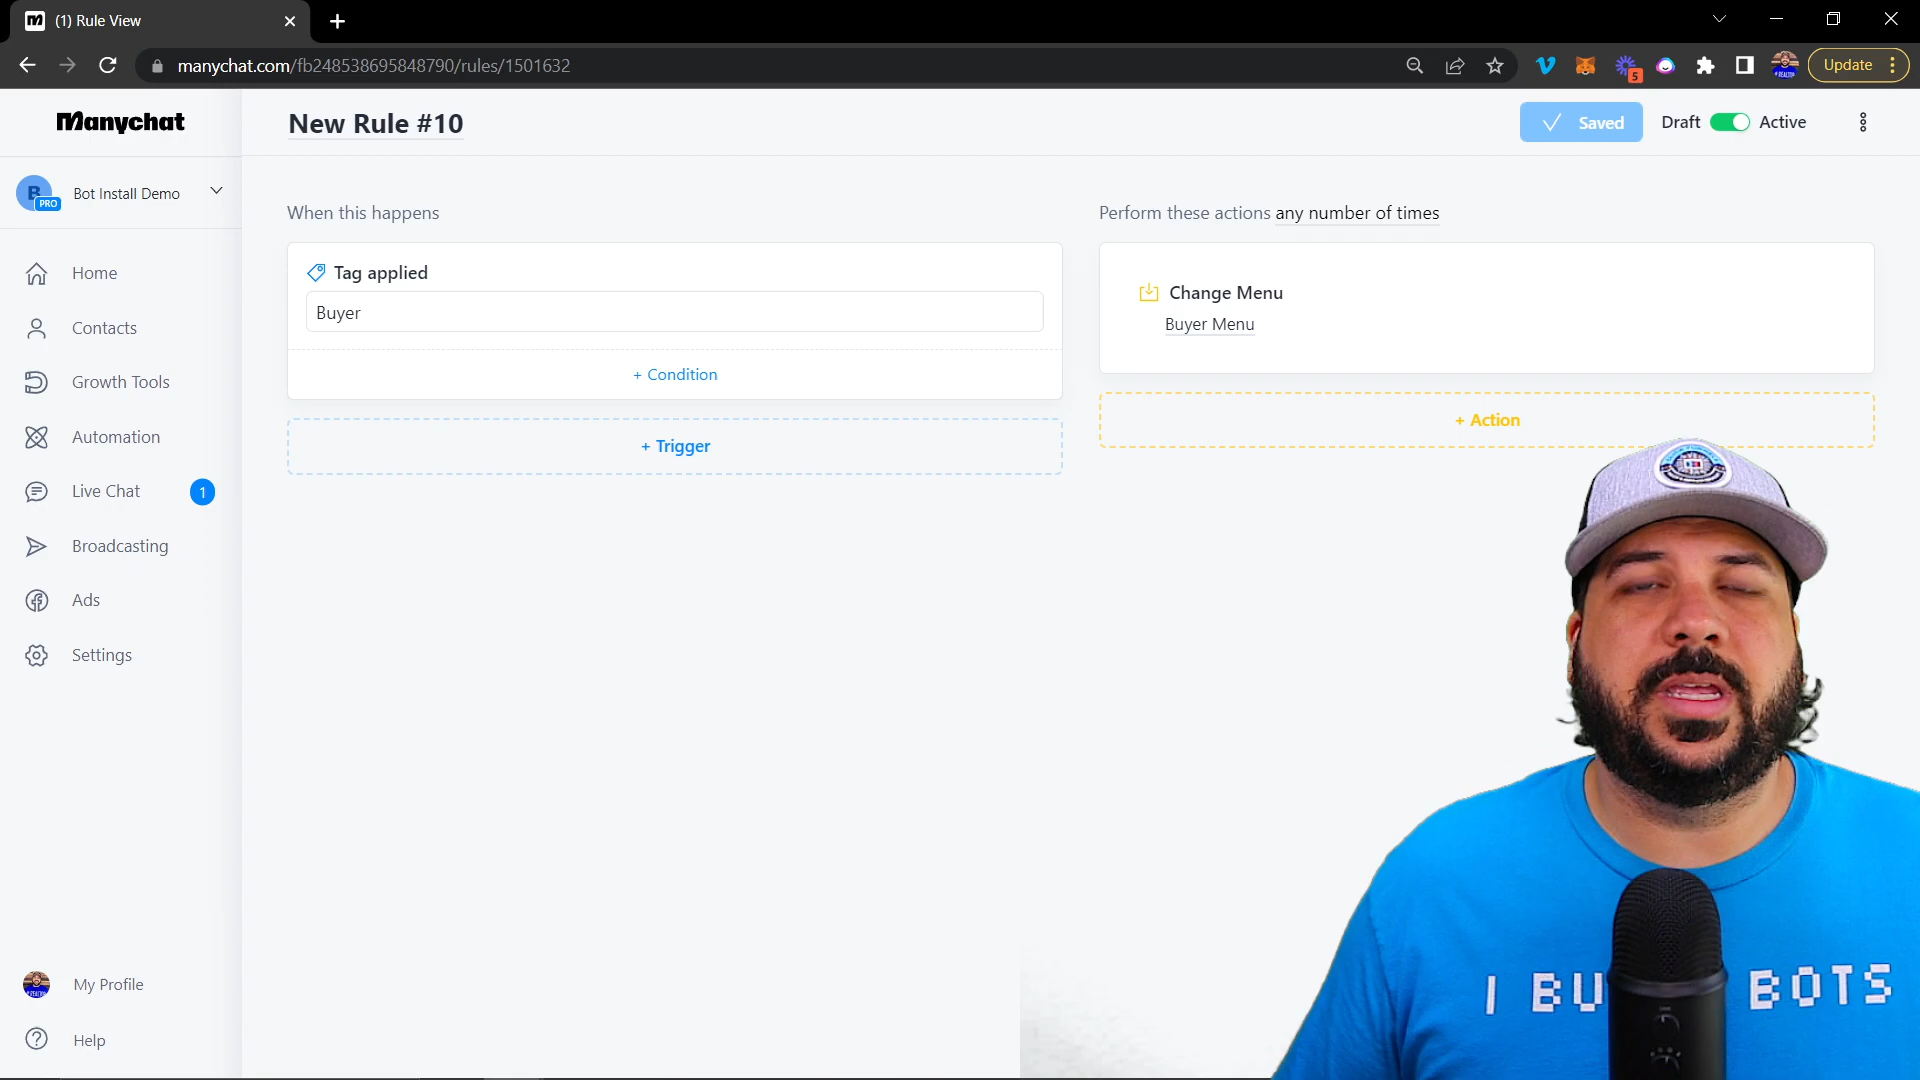 (1) Rule View
manychat.com/fb248538695848790/rules/1501632
5
Update
Manychat
New Rule #10
Saved
Draft
Active
B
PRO
Bot Install Demo
When this happens
Perform these actions any number of times
Home
Contacts
Growth Tools
Automation
Live Chat
1
Broadcasting
Ads
Settings
Tag applied
Buyer
+ Condition
+ Trigger
Change Menu
Buyer Menu
+ Action
My Profile
Help
I BU
BOTS